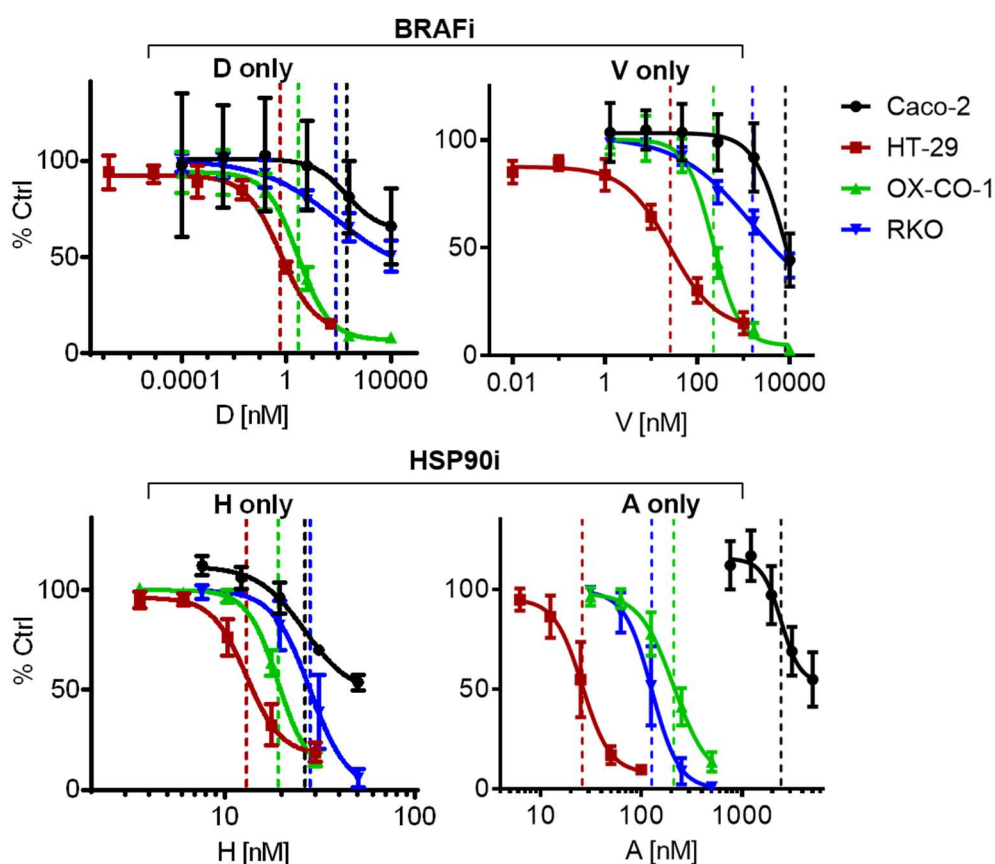 BRAFi
D only
V only
% Ctrl
100
50
0
0.0001
1
10000
D [nM]
100
50
0
0.01
1
100
10000
V [nM]
Caco-2
HT-29
OX-CO-1
RKO
HSP90i
H only
A only
% Ctrl
100
50
0
10
100
H [nM]
100
50
0
10
100
1000
A [nM]